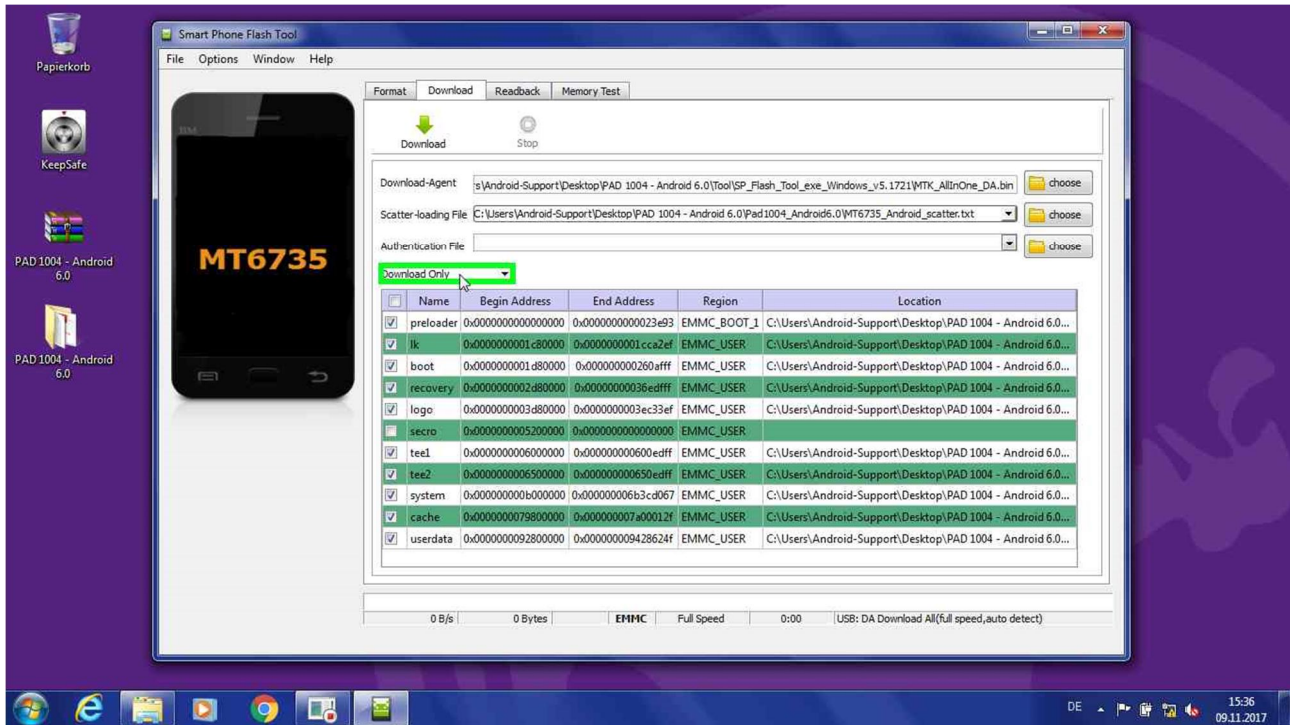 Papierkorb
KeepSafe
PAD 1004 - Android
6.0
PAD 1004 - Android
6.0
Smart Phone Flash Tool
File Options Window Help
BM
MT6735
Format Download Readback Memory Test
Download Stop
Download-Agent s\Android-Support\Desktop\PAD 1004 - Android 6.0\Tool\SP_Flash_Tool_exe_Windows_v5.1721\MTK_AllInOne_DA.bin choose
Scatter-loading File C:\Users\Android-Support\Desktop\PAD 1004 - Android 6.0\Pad1004_Android6.0\MT6735_Android_scatter.txt choose
Authentication File choose
Download Only
Name Begin Address End Address Region Location
preloader 0x0000000000000000 0x0000000000023e93 EMMC_BOOT_1 C:\Users\Android-Support\Desktop\PAD 1004 - Android 6.0...
lk 0x0000000001c80000 0x0000000001cca2ef EMMC_USER C:\Users\Android-Support\Desktop\PAD 1004 - Android 6.0...
boot 0x0000000001d80000 0x000000000260afff EMMC_USER C:\Users\Android-Support\Desktop\PAD 1004 - Android 6.0...
recovery 0x0000000002d80000 0x00000000036edfff EMMC_USER C:\Users\Android-Support\Desktop\PAD 1004 - Android 6.0...
logo 0x0000000003d80000 0x0000000003ec33ef EMMC_USER C:\Users\Android-Support\Desktop\PAD 1004 - Android 6.0...
secro 0x0000000005200000 0x0000000000000000 EMMC_USER
tee1 0x0000000006000000 0x000000000600edff EMMC_USER C:\Users\Android-Support\Desktop\PAD 1004 - Android 6.0...
tee2 0x0000000006500000 0x000000000650edff EMMC_USER C:\Users\Android-Support\Desktop\PAD 1004 - Android 6.0...
system 0x000000000b000000 0x000000006b3cd067 EMMC_USER C:\Users\Android-Support\Desktop\PAD 1004 - Android 6.0...
cache 0x0000000079800000 0x000000007a00012f EMMC_USER C:\Users\Android-Support\Desktop\PAD 1004 - Android 6.0...
userdata 0x0000000092800000 0x000000009428624f EMMC_USER C:\Users\Android-Support\Desktop\PAD 1004 - Android 6.0...
0 B/s 0 Bytes EMMC Full Speed 0:00 USB: DA Download All(full speed,auto detect)
DE 15:36
09.11.2017